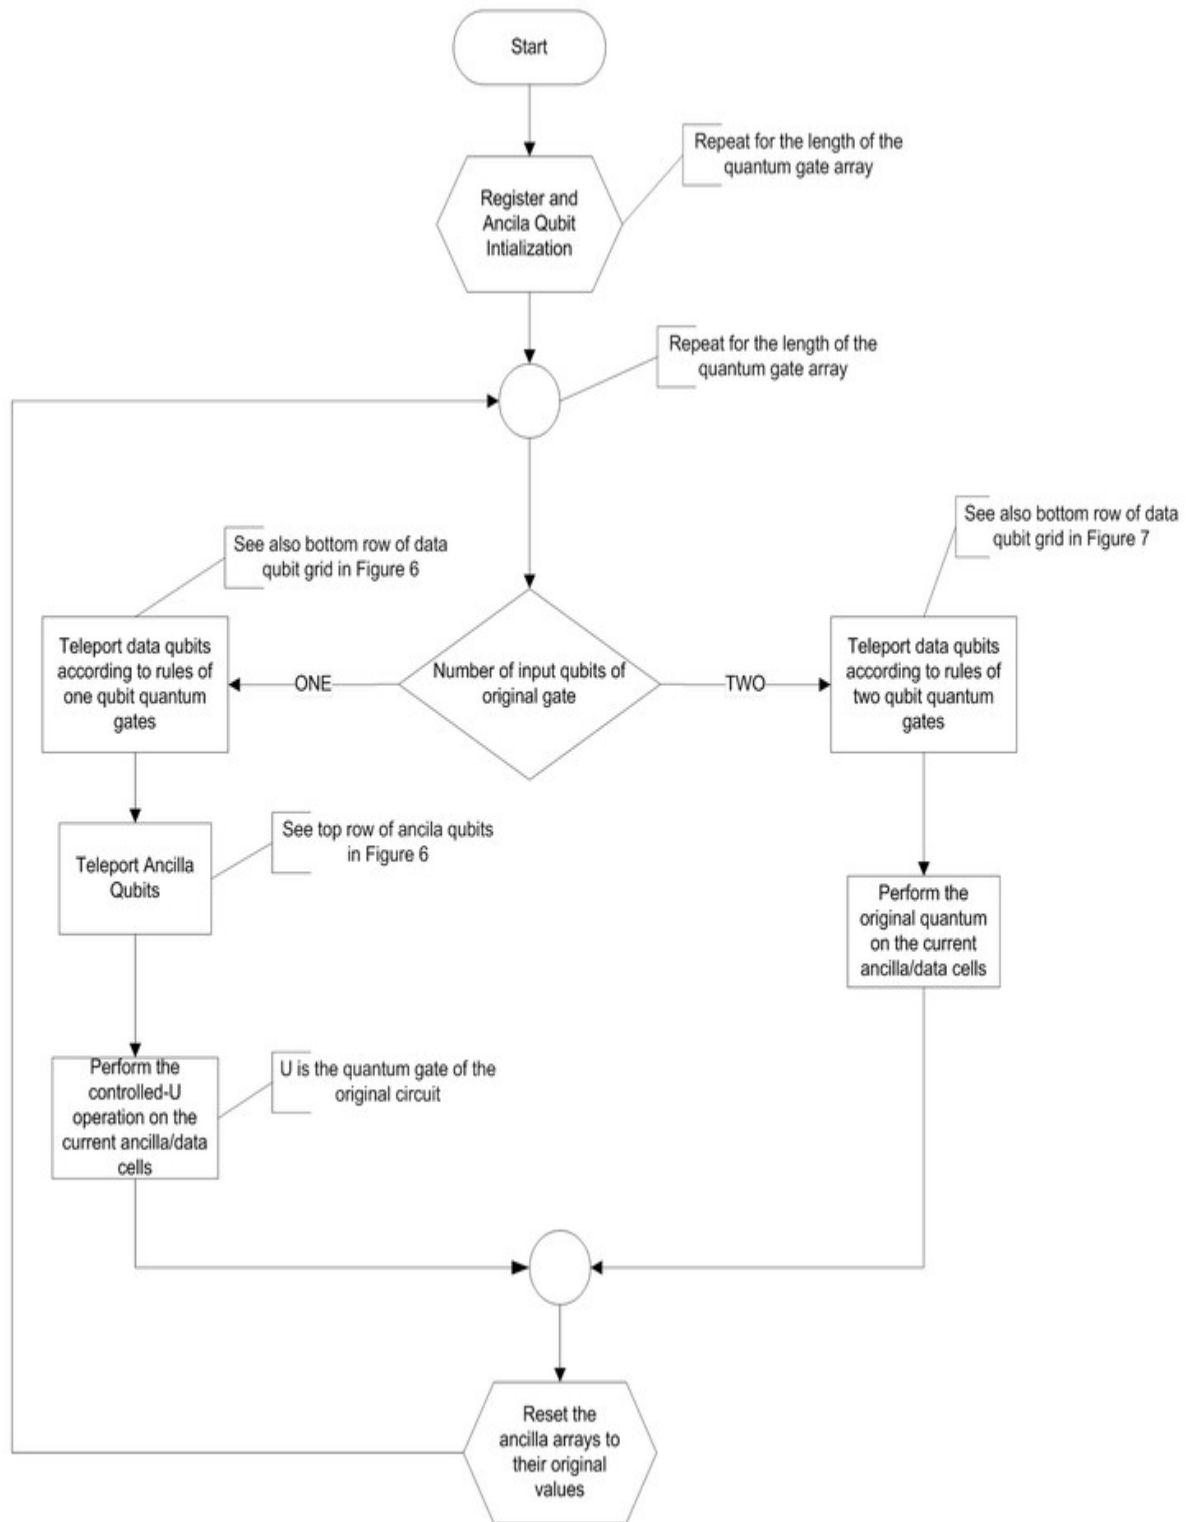 Start
Repeat for the length of the
quantum gate array
Register and
Ancila Qubit
Intialization
Repeat for the length of the
quantum gate array
See also bottom row of data
qubit grid in Figure 6
See also bottom row of data
qubit grid in Figure 7
Teleport data qubits
according to rules of
one qubit quantum
gates
ONE
Number of input qubits of
original gate
TWO
Teleport data qubits
according to rules of
two qubit quantum
gates
See top row of ancila qubits
in Figure 6
Teleport Ancilla
Qubits
Perform the
original quantum
on the current
ancilla/data cells
Perform the
controlled-U
operation on the
current ancilla/data
cells
U is the quantum gate of the
original circuit
Reset the
ancilla arrays to
their original
values